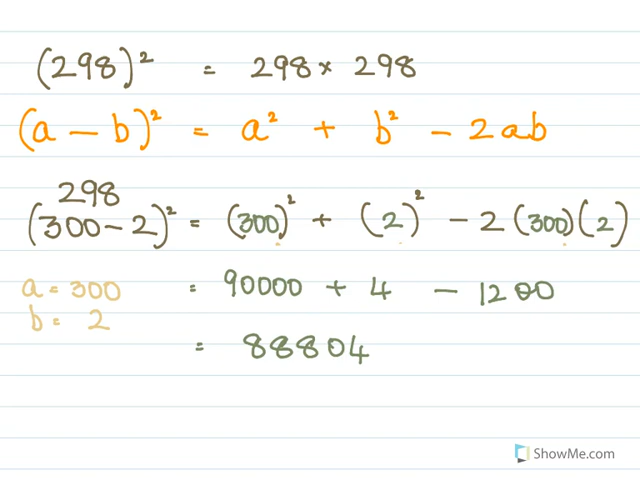 (298)² = 298 × 298
(a − b)² = a² + b² − 2ab
298
(300 − 2)² = (300)² + (2)² − 2(300)(2)
a = 300 = 90000 + 4 − 1200
b = 2
= 88804
ShowMe.com